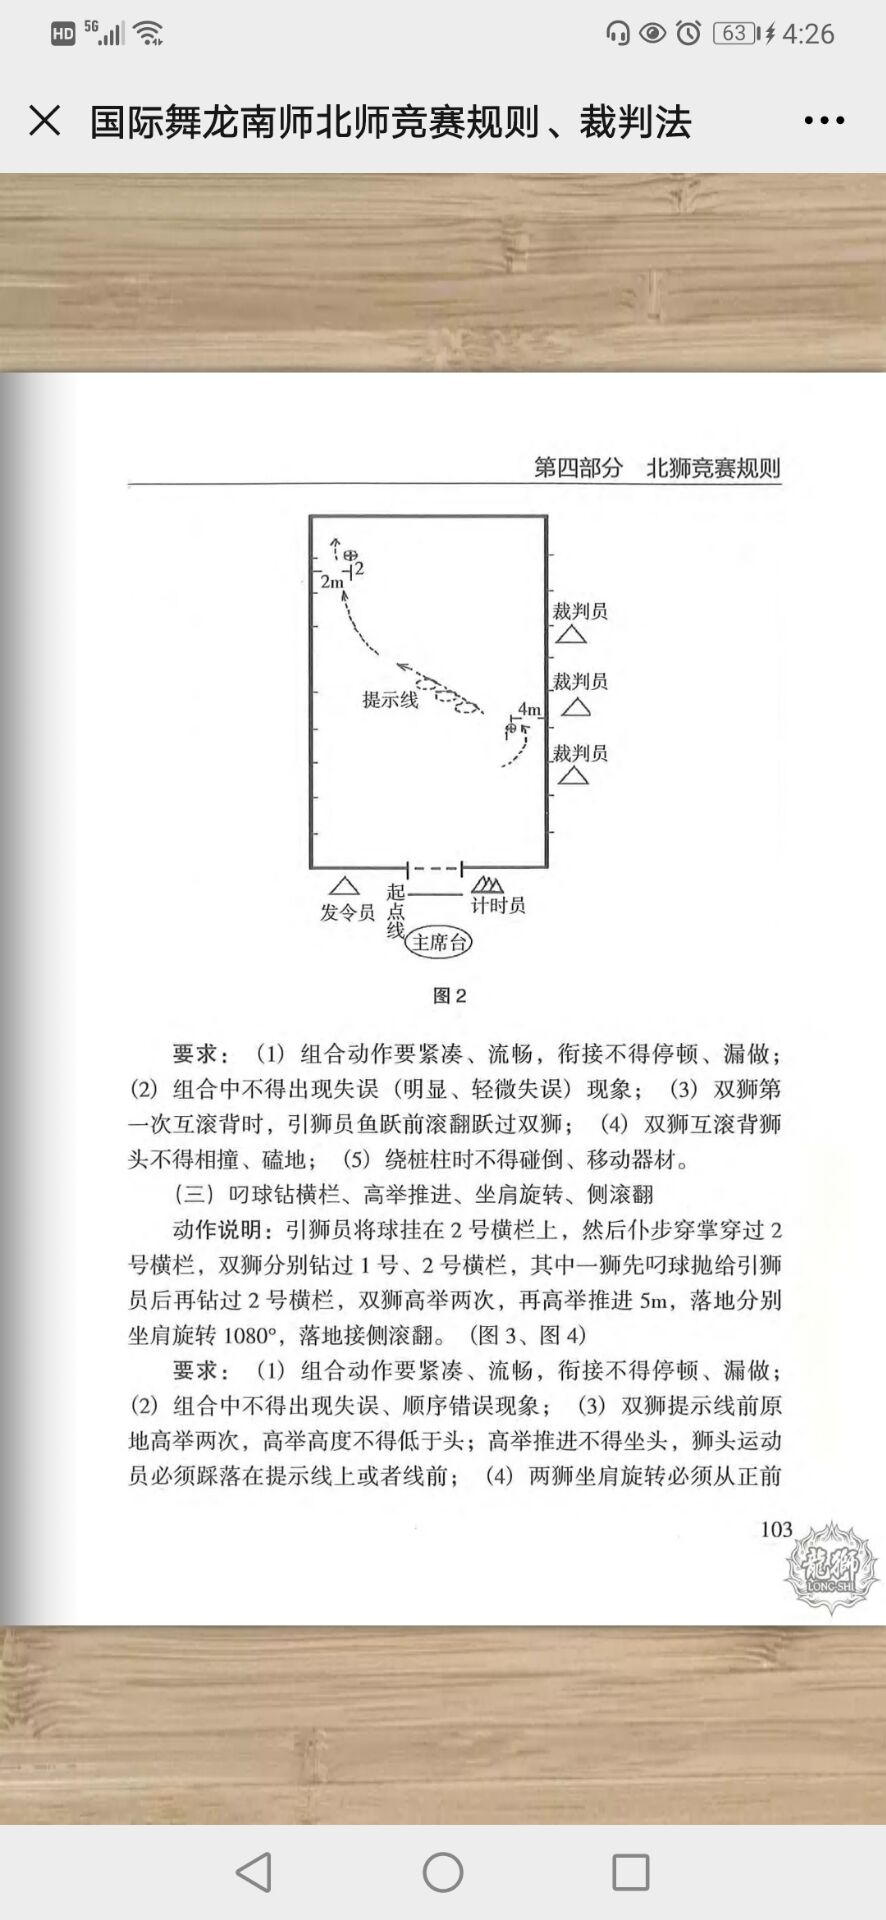 HD 5G 63 4:26
国际舞龙南师北师竞赛规则、裁判法
第四部分 北狮竞赛规则
2
2m
裁判员
裁判员
提示线
4m
1
裁判员
发令员
起点线
计时员
主席台
图2
要求：（1）组合动作要紧凑、流畅，衔接不得停顿、漏做；
（2）组合中不得出现失误（明显、轻微失误）现象；（3）双狮第
一次互滚背时，引狮员鱼跃前滚翻跃过双狮；（4）双狮互滚背狮
头不得相撞、磕地；（5）绕桩柱时不得碰倒、移动器材。
（三）叼球钻横栏、高举推进、坐肩旋转、侧滚翻
动作说明：引狮员将球挂在2号横栏上，然后仆步穿掌穿过2
号横栏，双狮分别钻过1号、2号横栏，其中一狮先叼球抛给引狮
员后再钻过2号横栏，双狮高举两次，再高举推进5m，落地分别
坐肩旋转1080°，落地接侧滚翻。（图3、图4）
要求：（1）组合动作要紧凑、流畅，衔接不得停顿、漏做；
（2）组合中不得出现失误、顺序错误现象；（3）双狮提示线前原
地高举两次，高举高度不得低于头；高举推进不得坐头，狮头运动
员必须踩落在提示线上或者线前；（4）两狮坐肩旋转必须从正前
103
龍獅
LONG SHI